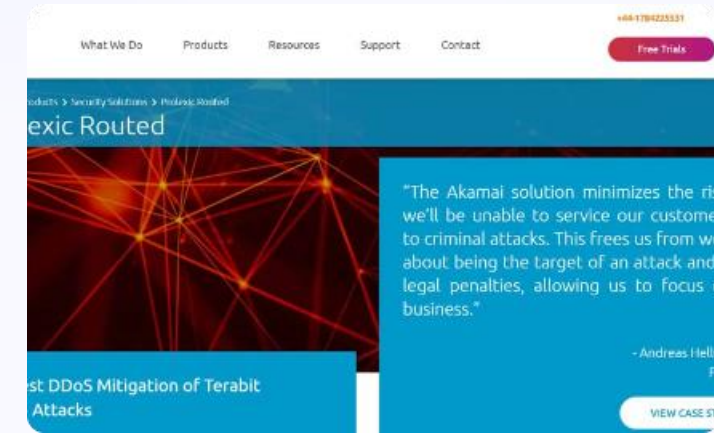 +44-1784225531
What We Do
Products
Resources
Support
Contact
Free Trials
oducts > Security Solutions > Prolexic Routed
exic Routed
"The Akamai solution minimizes the ris
we'll be unable to service our custome
to criminal attacks. This frees us from wo
about being the target of an attack and
legal penalties, allowing us to focus
business."
- Andreas Hell
st DDoS Mitigation of Terabit
Attacks
VIEW CASE ST